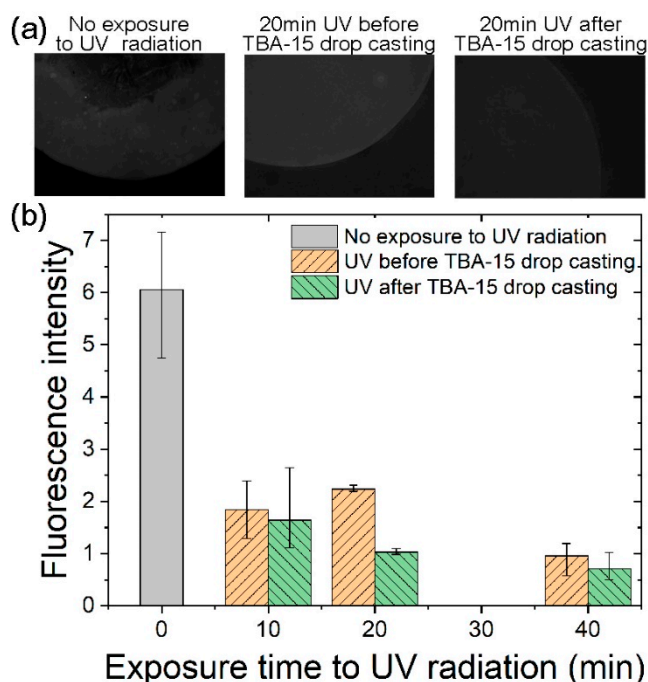 (a)
No exposure
to UV radiation
20min UV before
TBA-15 drop casting
20min UV after
TBA-15 drop casting
(b)
7
6
5
4
3
2
1
0
Fluorescence intensity
No exposure to UV radiation
UV before TBA-15 drop casting
UV after TBA-15 drop casting
0 10 20 30 40
Exposure time to UV radiation (min)